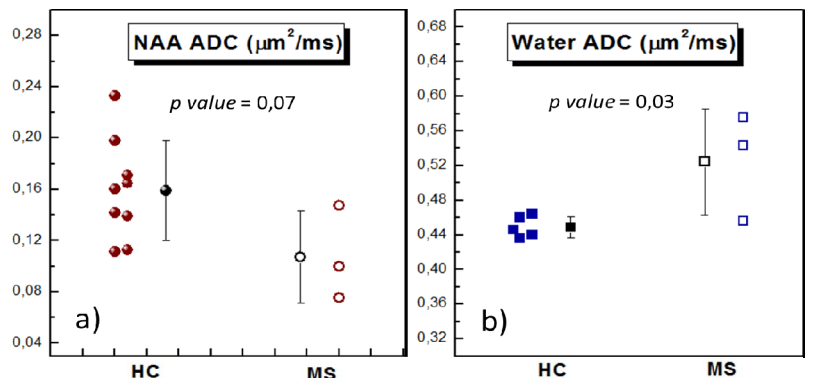 NAA ADC (μm²/ms)
p value = 0,07
0,28
0,24
0,20
0,16
0,12
0,08
0,04
a)
HC MS
Water ADC (μm²/ms)
p value = 0,03
0,68
0,64
0,60
0,56
0,52
0,48
0,44
0,40
0,36
0,32
b)
HC MS